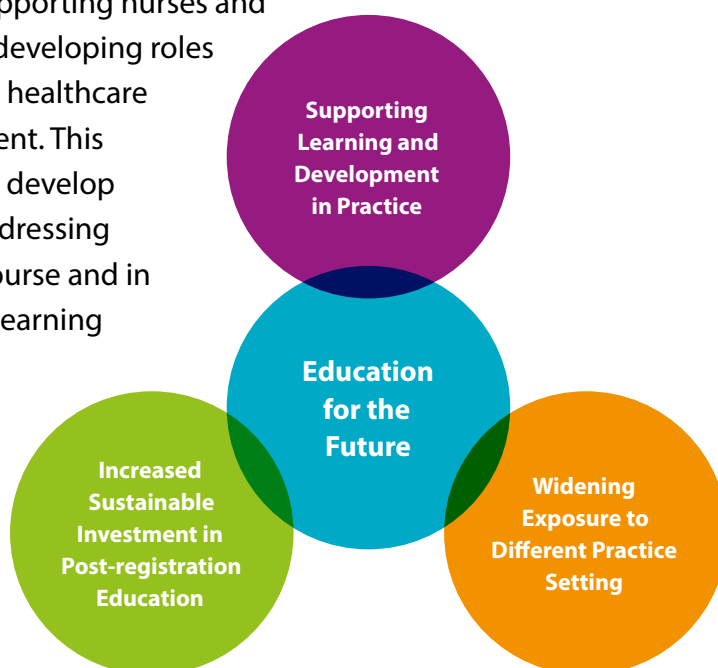 pporting nurses and
developing roles
healthcare
ent. This
develop
dressing
ourse and in
earning
Supporting
Learning and
Development
in Practice
Education
for the
Future
Increased
Sustainable
Investment in
Post-registration
Education
Widening
Exposure to
Different Practice
Setting